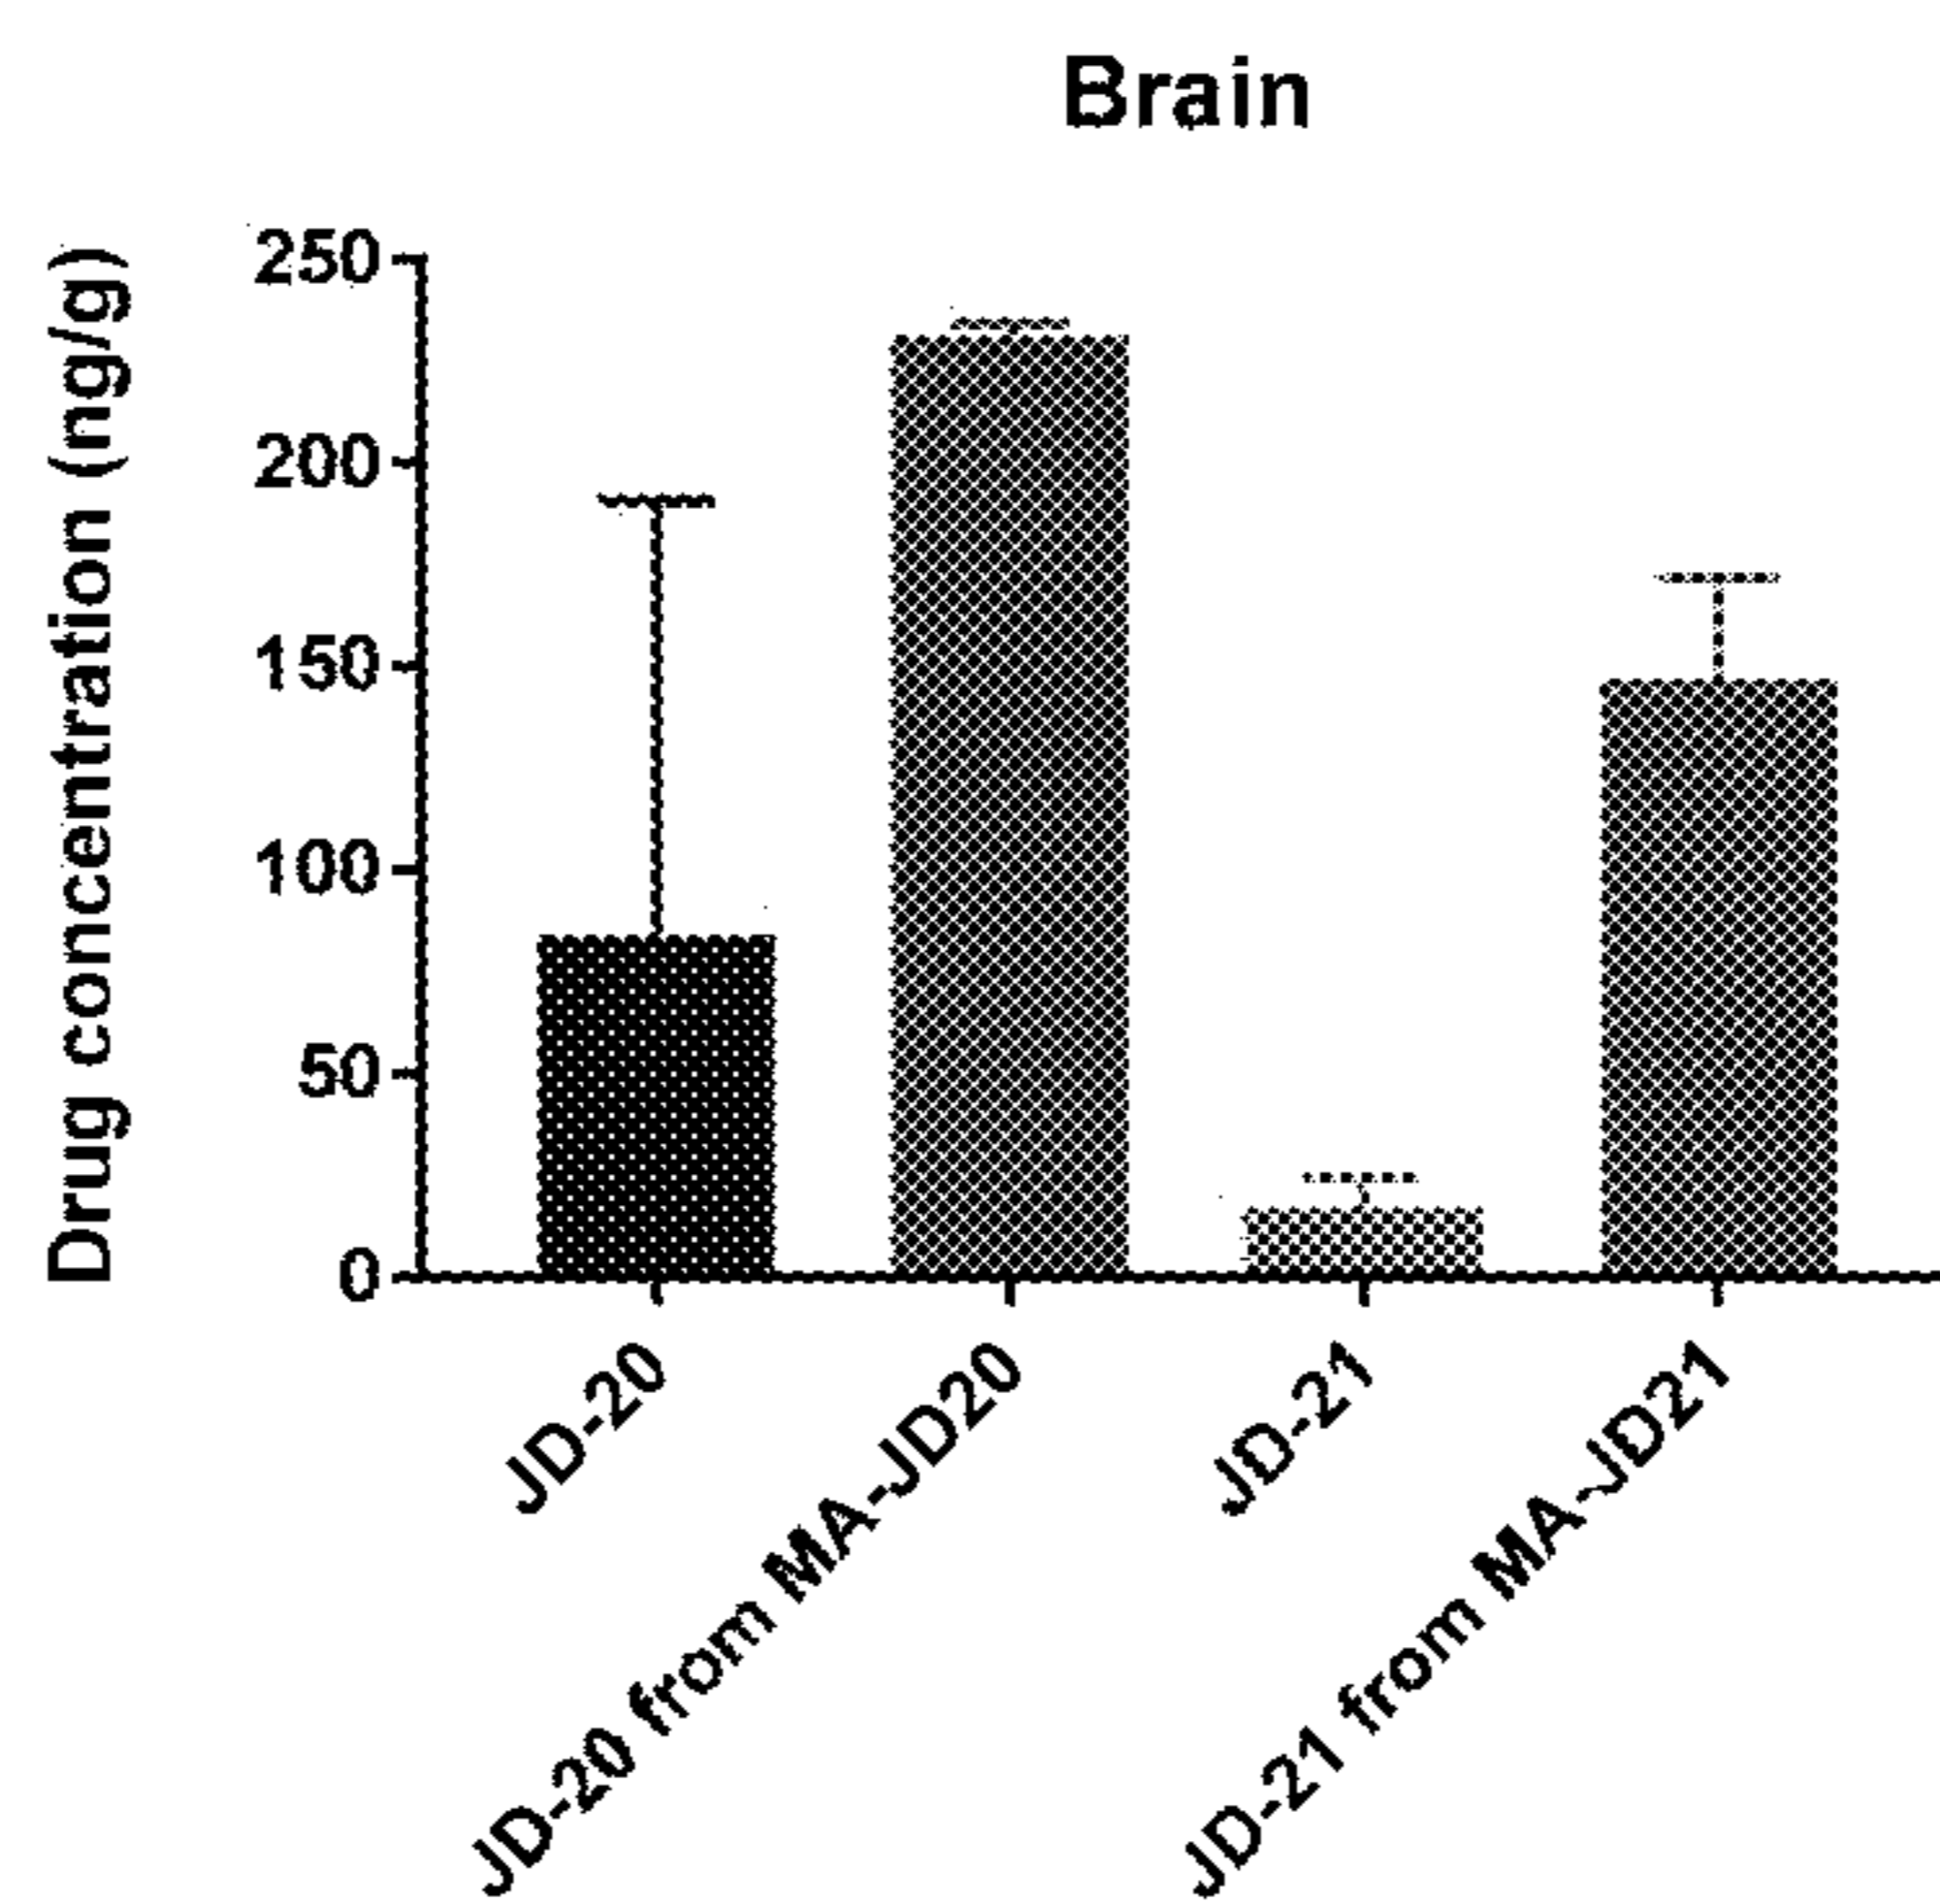 Brain
Drug concentration (ng/g)
250
200
150
100
50
0
JD-20
JD-20 from MA-JD20
JD-21
JD-21 from MA-JD21